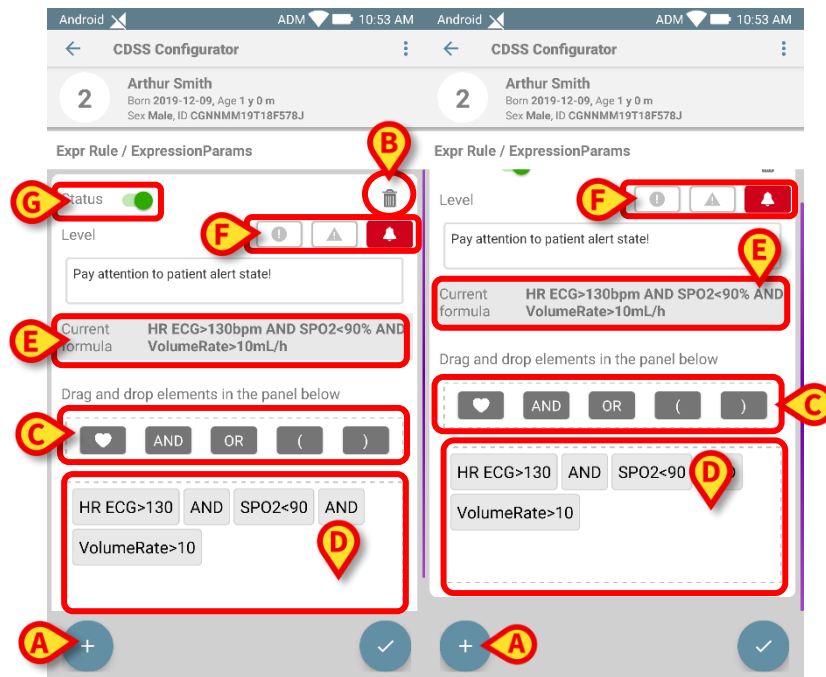 Android ADM 10:53 AM
CDSS Configurator
2
Arthur Smith
Born 2019-12-09, Age 1 y 0 m
Sex Male, ID CGNNMM19T18F578J
Expr Rule / ExpressionParams
B
G
Status
F
Level
Pay attention to patient alert state!
E
Current formula
HR ECG>130bpm AND SPO2<90% AND
VolumeRate>10mL/h
Drag and drop elements in the panel below
C
AND OR ( )
HR ECG>130 AND SPO2<90 AND
VolumeRate>10
D
A
+
Android ADM 10:53 AM
CDSS Configurator
2
Arthur Smith
Born 2019-12-09, Age 1 y 0 m
Sex Male, ID CGNNMM19T18F578J
Expr Rule / ExpressionParams
Level
F
Pay attention to patient alert state!
E
Current
formula
HR ECG>130bpm AND SPO2<90% AND
VolumeRate>10mL/h
Drag and drop elements in the panel below
AND OR ( )
C
HR ECG>130 AND SPO2<90
D
VolumeRate>10
+
A